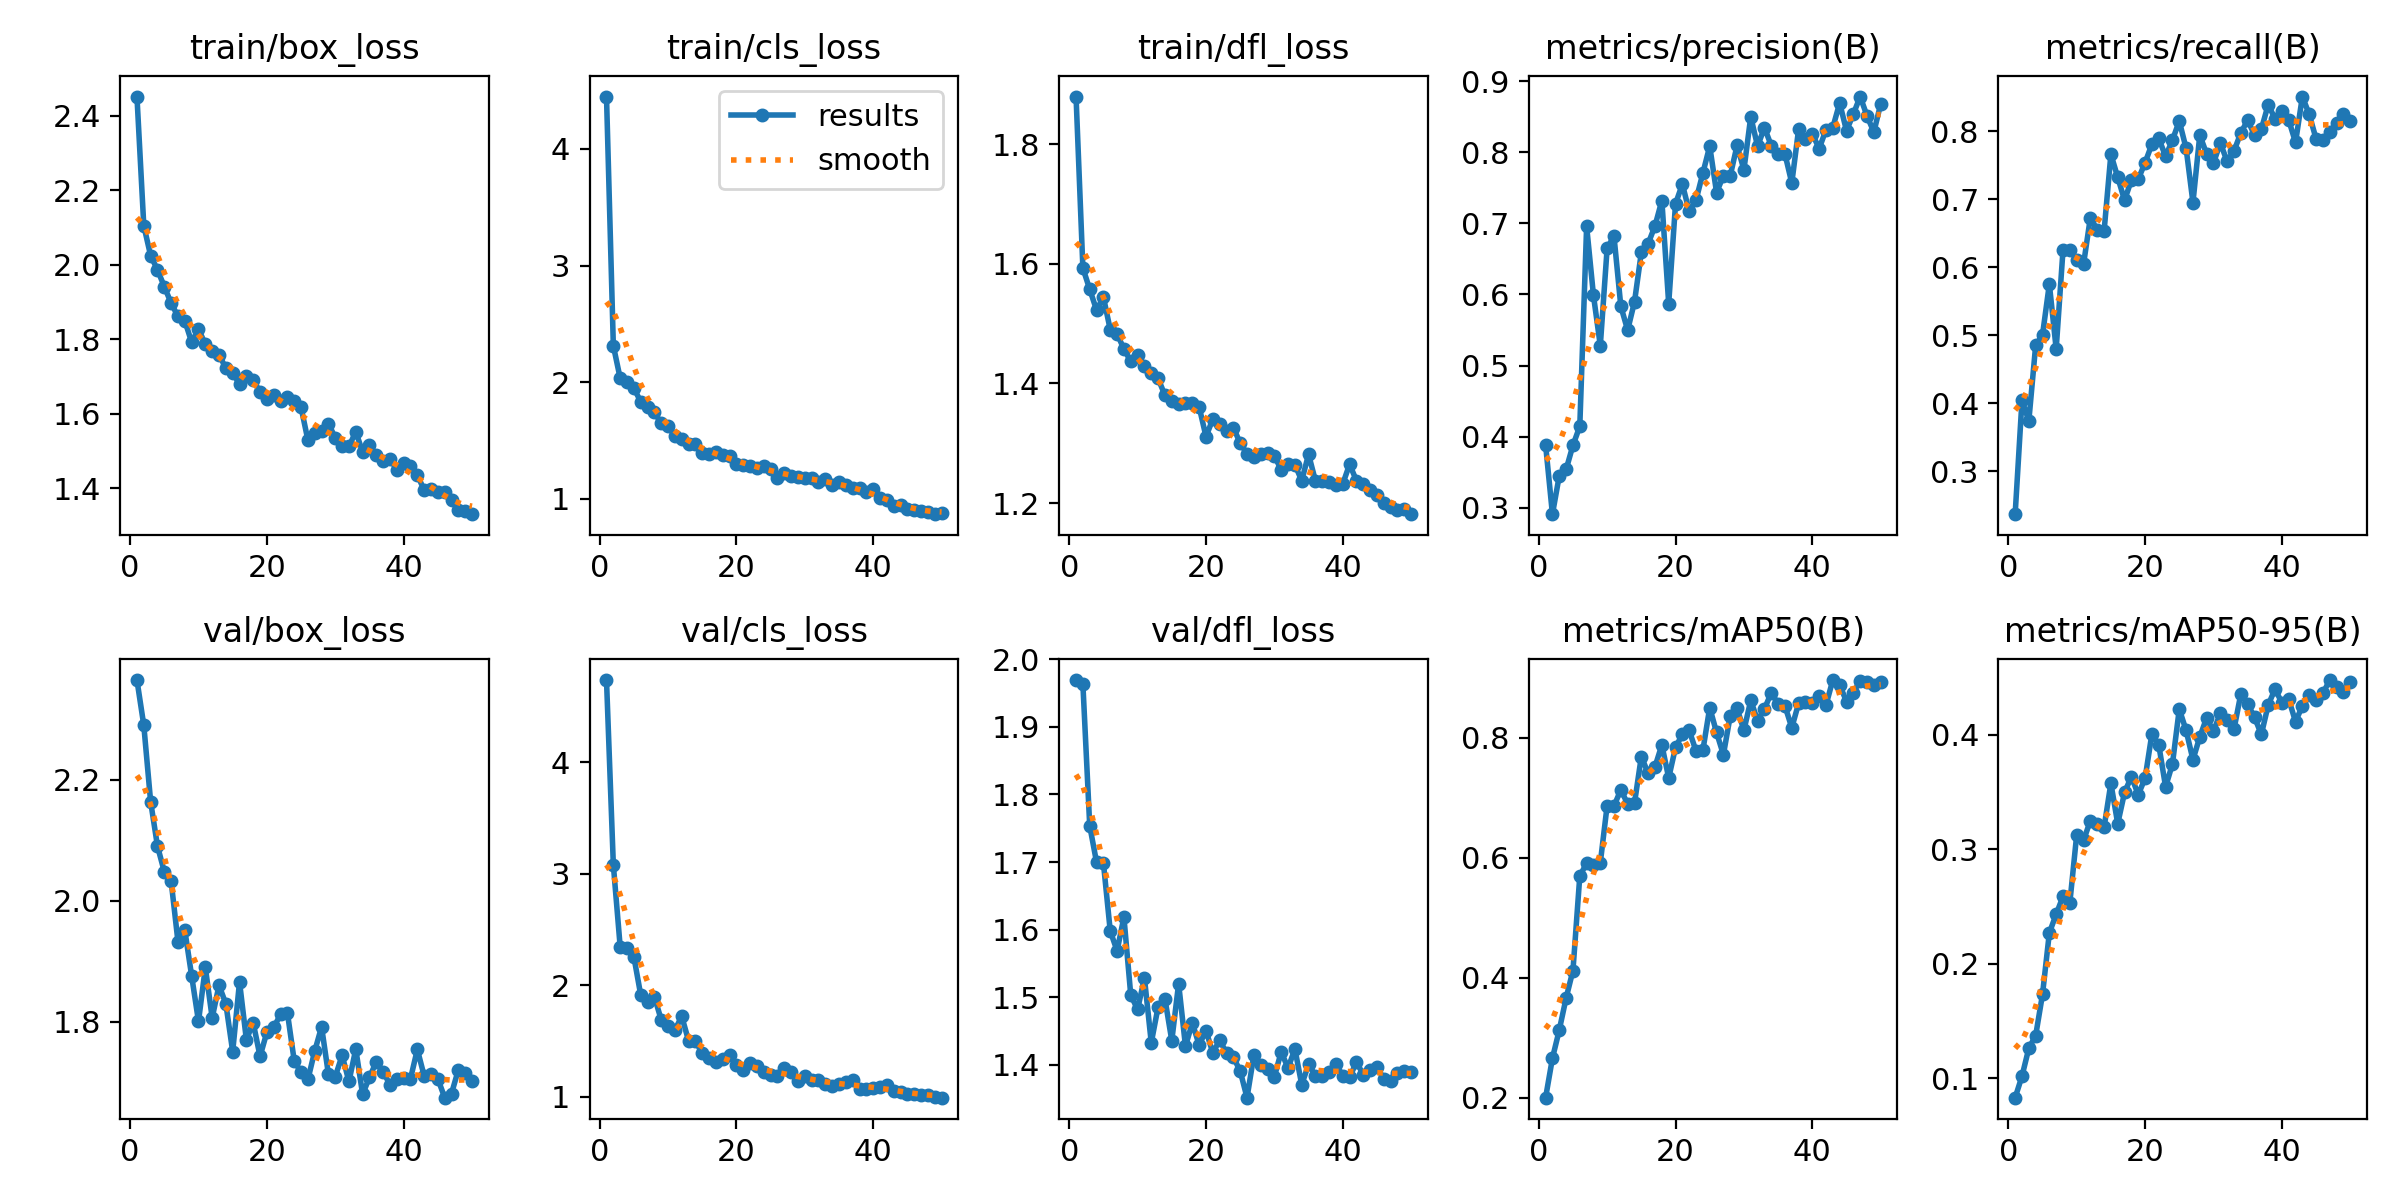 train/box_loss
train/cls_loss
train/dfl_loss
metrics/precision(B)
metrics/recall(B)
2.4
2.2
2.0
1.8
1.6
1.4
0 20 40
results
smooth
4
3
2
1
0 20 40
1.8
1.6
1.4
1.2
0 20 40
0.9
0.8
0.7
0.6
0.5
0.4
0.3
0 20 40
0.8
0.7
0.6
0.5
0.4
0.3
0 20 40
val/box_loss
val/cls_loss
val/dfl_loss
metrics/mAP50(B)
metrics/mAP50-95(B)
2.2
2.0
1.8
0 20 40
4
3
2
1
0 20 40
2.0
1.9
1.8
1.7
1.6
1.5
1.4
0 20 40
0.8
0.6
0.4
0.2
0 20 40
0.4
0.3
0.2
0.1
0 20 40